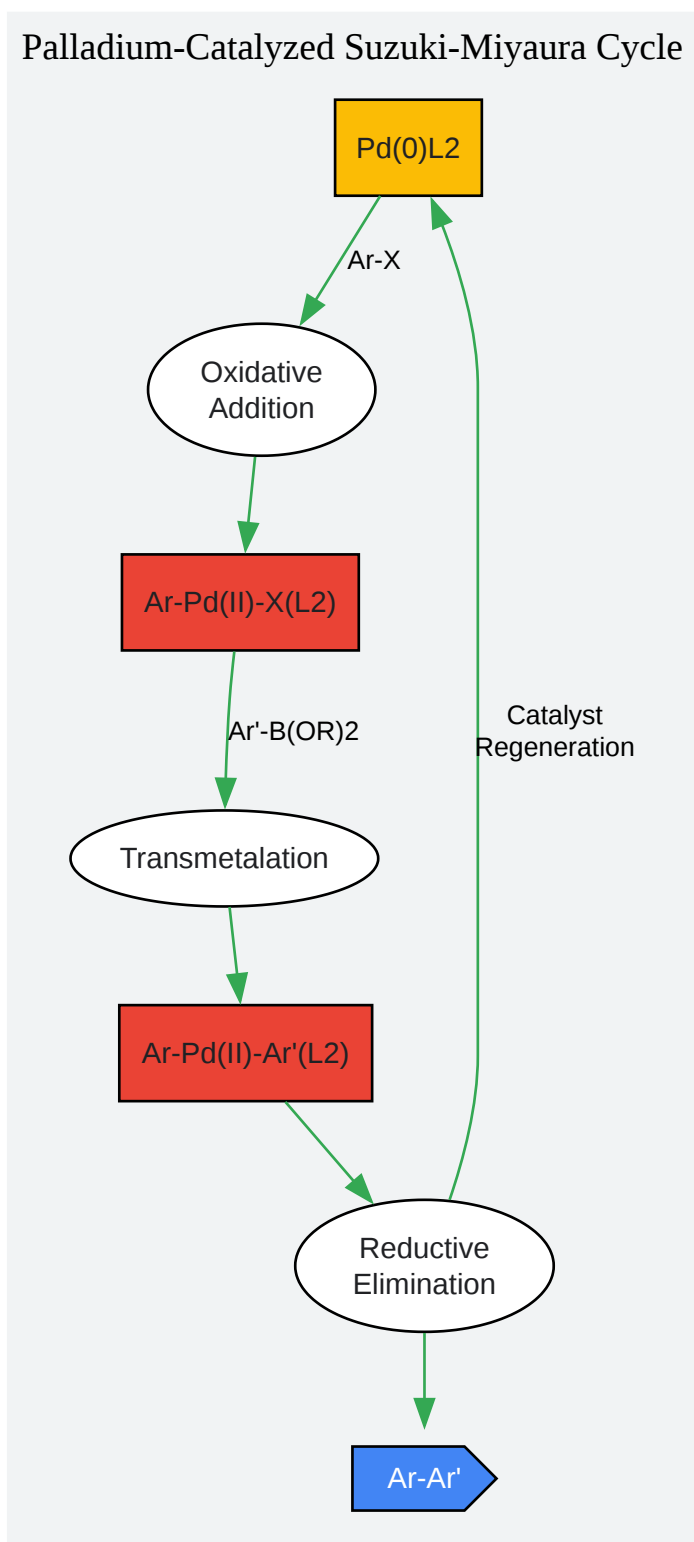 Palladium-Catalyzed Suzuki-Miyaura Cycle
Pd(0)L2
Ar-X
Oxidative
Addition
Ar-Pd(II)-X(L2)
Ar'-B(OR)2
Catalyst
Regeneration
Transmetalation
Ar-Pd(II)-Ar'(L2)
Reductive
Elimination
Ar-Ar'